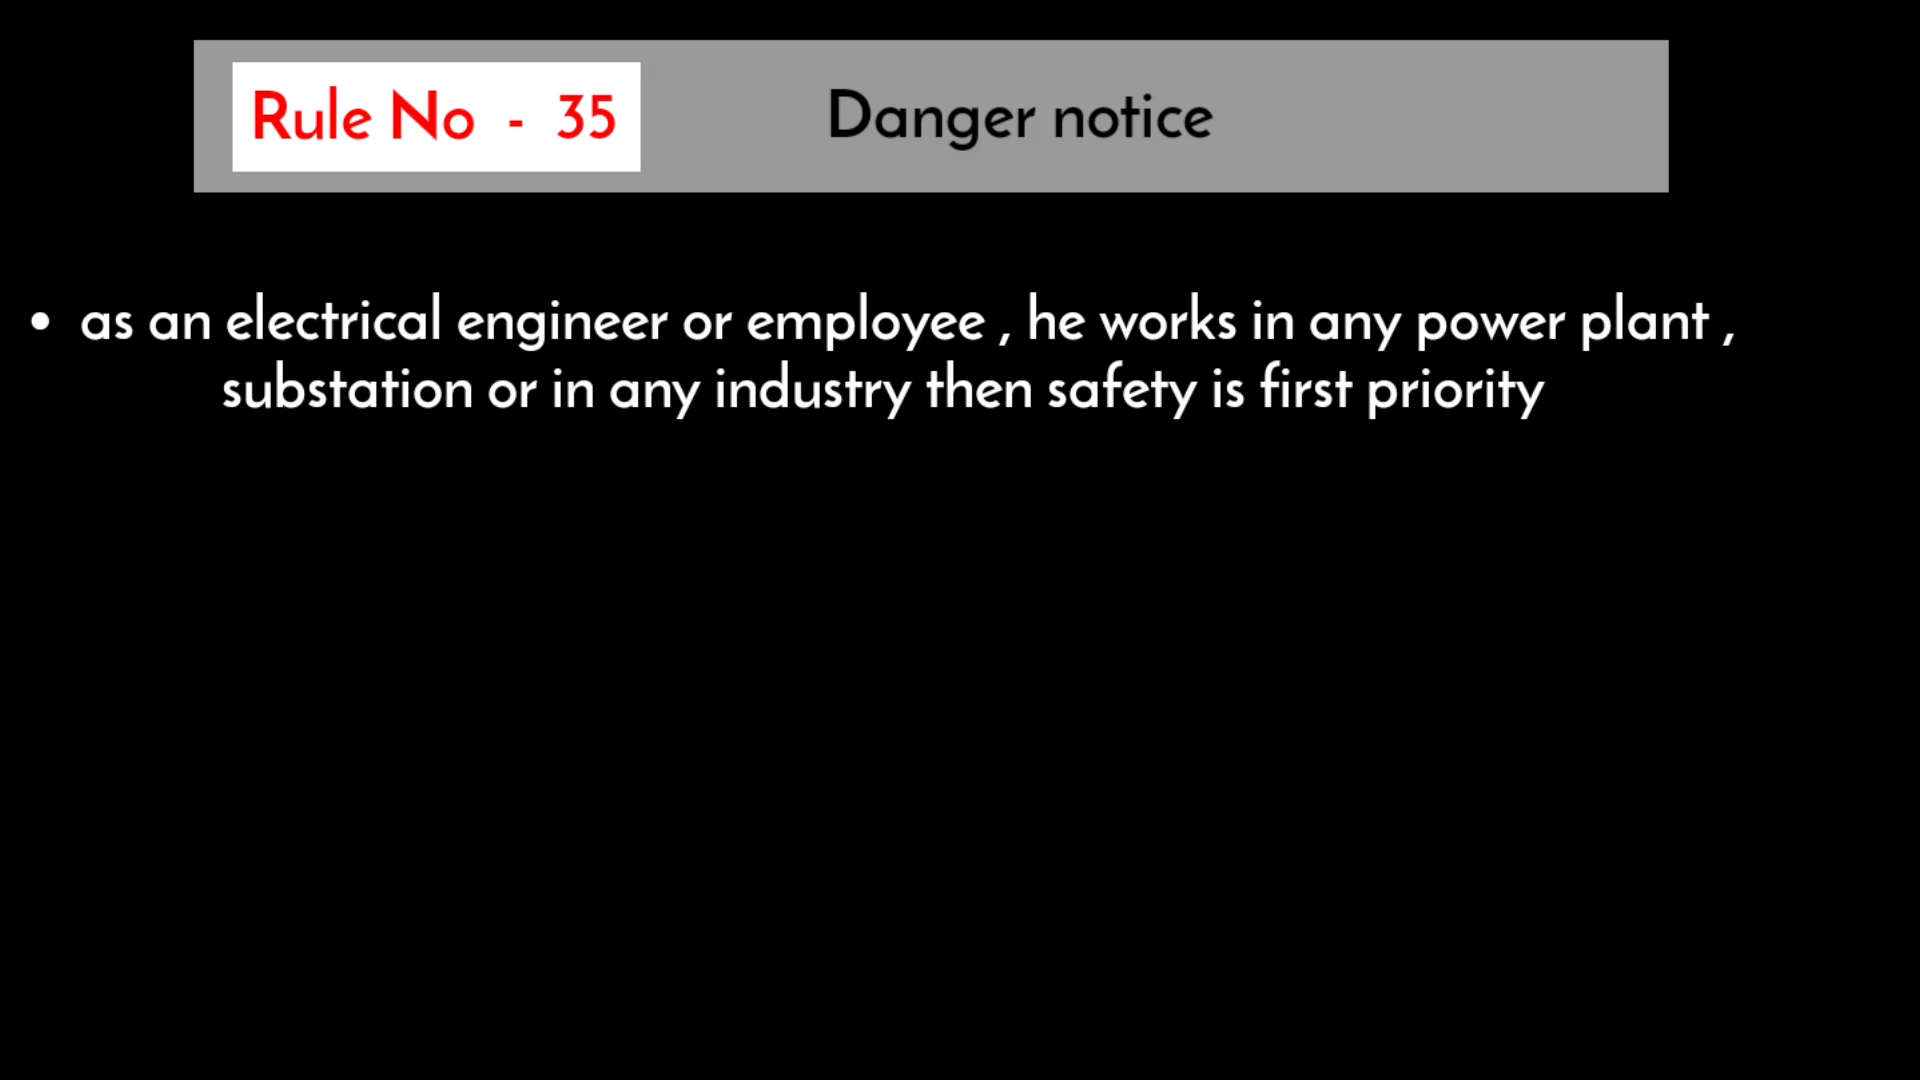 Rule No - 35
Danger notice
• as an electrical engineer or employee , he works in any power plant ,
substation or in any industry then safety is first priority